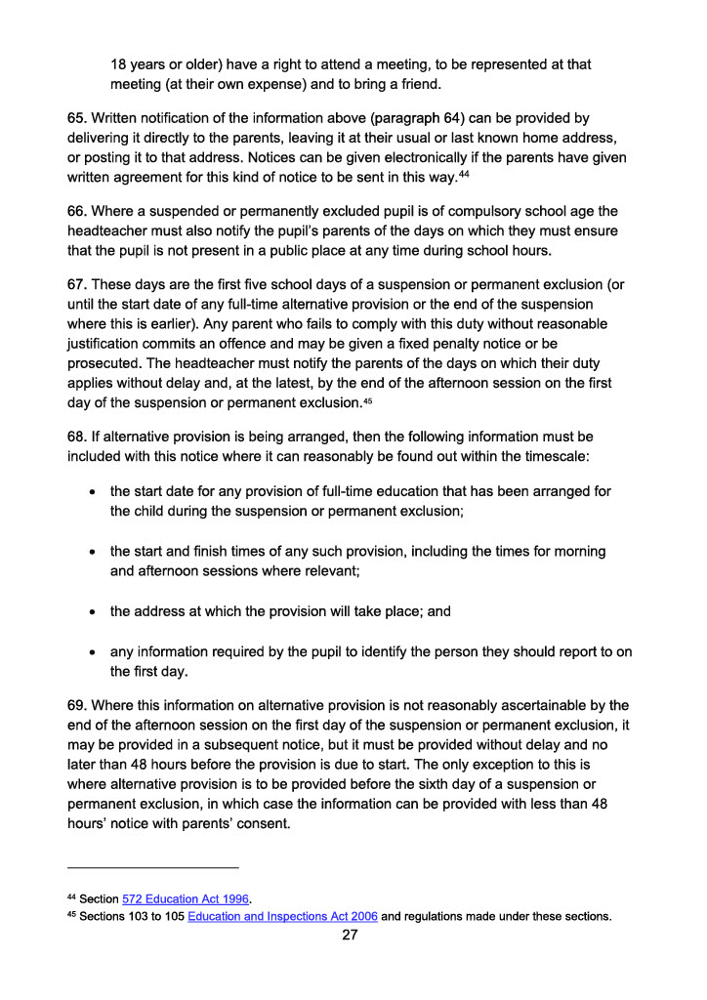 18 years or older) have a right to attend a meeting, to be represented at that
meeting (at their own expense) and to bring a friend.
65. Written notification of the information above (paragraph 64) can be provided by
delivering it directly to the parents, leaving it at their usual or last known home address,
or posting it to that address. Notices can be given electronically if the parents have given
written agreement for this kind of notice to be sent in this way.44
66. Where a suspended or permanently excluded pupil is of compulsory school age the
headteacher must also notify the pupil's parents of the days on which they must ensure
that the pupil is not present in a public place at any time during school hours.
67. These days are the first five school days of a suspension or permanent exclusion (or
until the start date of any full-time alternative provision or the end of the suspension
where this is earlier). Any parent who fails to comply with this duty without reasonable
justification commits an offence and may be given a fixed penalty notice or be
prosecuted. The headteacher must notify the parents of the days on which their duty
applies without delay and, at the latest, by the end of the afternoon session on the first
day of the suspension or permanent exclusion.45
68. If alternative provision is being arranged, then the following information must be
included with this notice where it can reasonably be found out within the timescale:
• the start date for any provision of full-time education that has been arranged for
the child during the suspension or permanent exclusion;
• the start and finish times of any such provision, including the times for morning
and afternoon sessions where relevant;
• the address at which the provision will take place; and
• any information required by the pupil to identify the person they should report to on
the first day.
69. Where this information on alternative provision is not reasonably ascertainable by the
end of the afternoon session on the first day of the suspension or permanent exclusion, it
may be provided in a subsequent notice, but it must be provided without delay and no
later than 48 hours before the provision is due to start. The only exception to this is
where alternative provision is to be provided before the sixth day of a suspension or
permanent exclusion, in which case the information can be provided with less than 48
hours' notice with parents' consent.
44 Section 572 Education Act 1996.
45 Sections 103 to 105 Education and Inspections Act 2006 and regulations made under these sections.
27